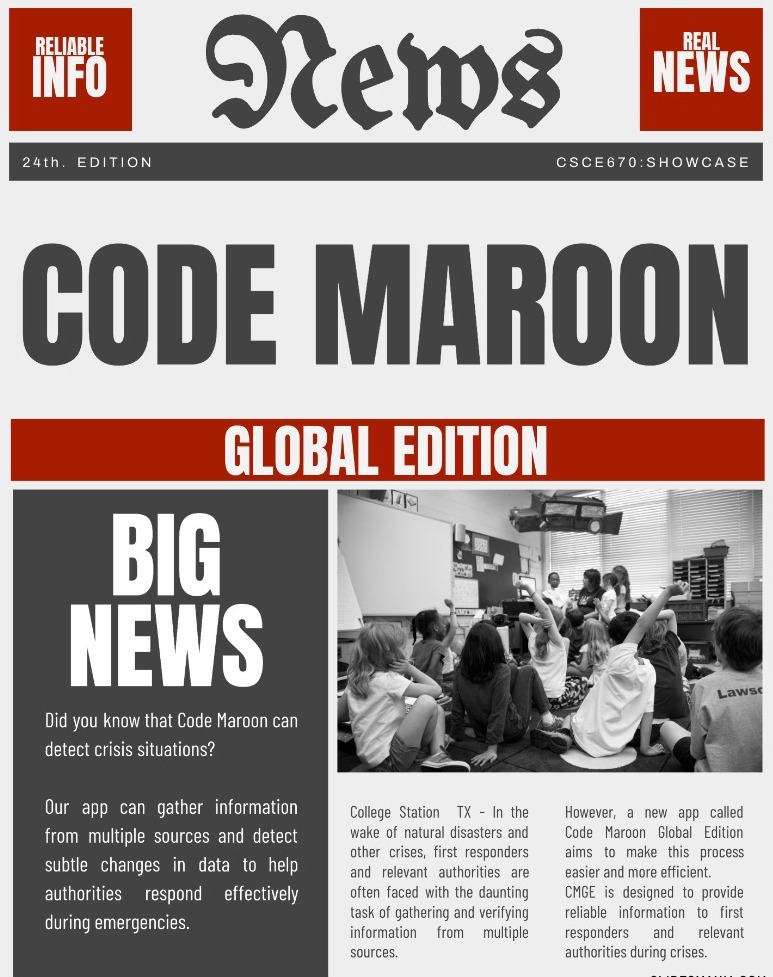 RELIABLE
INFO
News
REAL
NEWS
24th. EDITION
CSCE670:SHOWCASE
CODE MAROON
GLOBAL EDITION
BIG
NEWS
Did you know that Code Maroon can
detect crisis situations?
Our app can gather information
from multiple sources and detect
subtle changes in data to help
authorities respond effectively
during emergencies.
College Station TX - In the
wake of natural disasters and
other crises, first responders
and relevant authorities are
often faced with the daunting
task of gathering and verifying
information from multiple
sources.
However, a new app called
Code Maroon Global Edition
aims to make this process
easier and more efficient.
CMGE is designed to provide
reliable information to first
responders and relevant
authorities during crises.